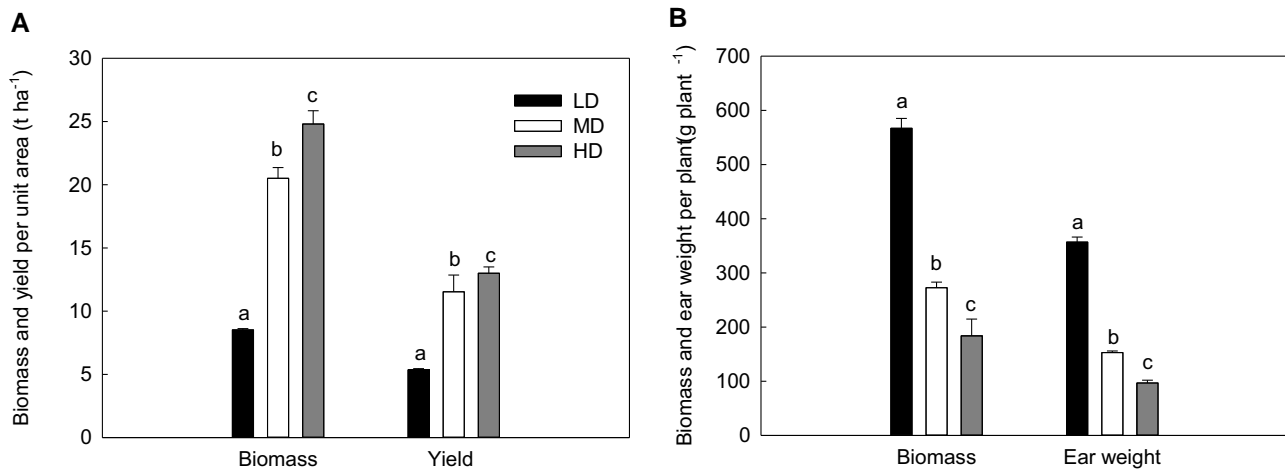 A
Biomass and yield per unit area (t ha-1)
30
25
20
15
10
5
0
a
b
c
a
b
c
LD
MD
HD
Biomass
Yield
B
Biomass and ear weight per plant(g plant -1)
700
600
500
400
300
200
100
0
a
b
c
a
b
c
Biomass
Ear weight